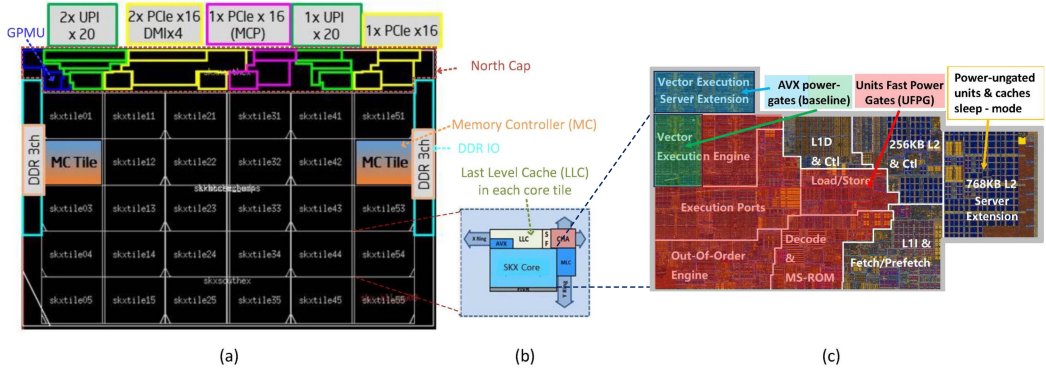 GPMU
2x UPI
x 20
2x PCIe x16
DMIx4
1x PCIe x 16
(MCP)
1x UPI
x 20
1x PCIe x16
North Cap
DDR 3ch
DDR 3ch
skxtile01
skxtile11
skxtile21
skxtile31
skxtile41
skxtile51
MC Tile
skxtile12
skxtile22
skxtile32
skxtile42
MC Tile
Memory Controller (MC)
DDR IO
skxtile03
skxtile13
skxtile23
skxtile33
skxtile43
skxtile53
skxtile04
skxtile14
skxtile24
skxtile34
skxtile44
skxtile54
skxsouthex
skxtile05
skxtile15
skxtile25
skxtile35
skxtile45
skxtile55
(a)
Last Level Cache (LLC)
in each core tile
X Ring
AVX
LLC
S
F
CHA
SKX Core
MLC
FIVR
(b)
Vector Execution
Server Extension
AVX power-
gates (baseline)
Units Fast Power
Gates (UFPG)
Power-ungated
units & caches
sleep - mode
Vector
Execution Engine
L1D
& Ctl
256KB L2
& Ctl
Load/Store
768KB L2
Server
Extension
Execution Ports
Out-Of-Order
Engine
Decode
&
MS-ROM
L1I &
Fetch/Prefetch
(c)